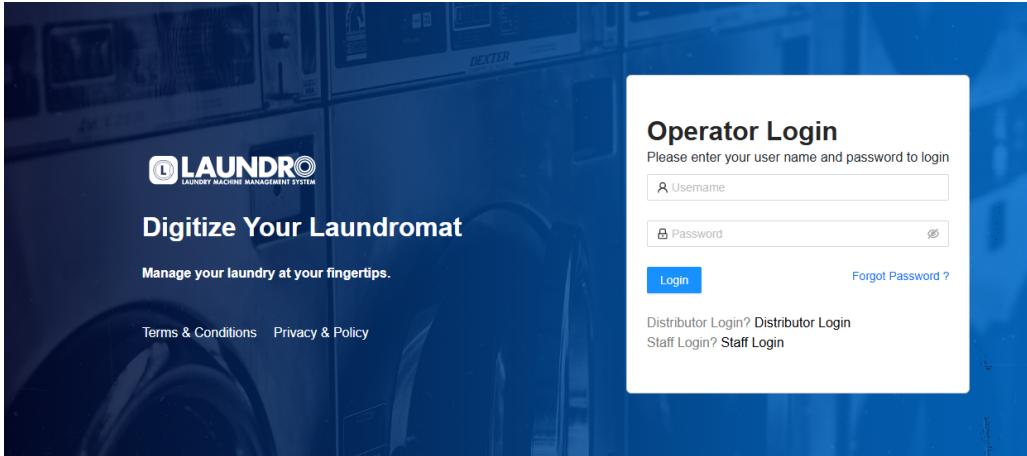 DEXTER
L LAUNDRO
LAUNDRY MACHINE MANAGEMENT SYSTEM
Digitize Your Laundromat
Manage your laundry at your fingertips.
Terms & Conditions Privacy & Policy
Operator Login
Please enter your user name and password to login
Username
Password
Login
Forgot Password ?
Distributor Login? Distributor Login
Staff Login? Staff Login